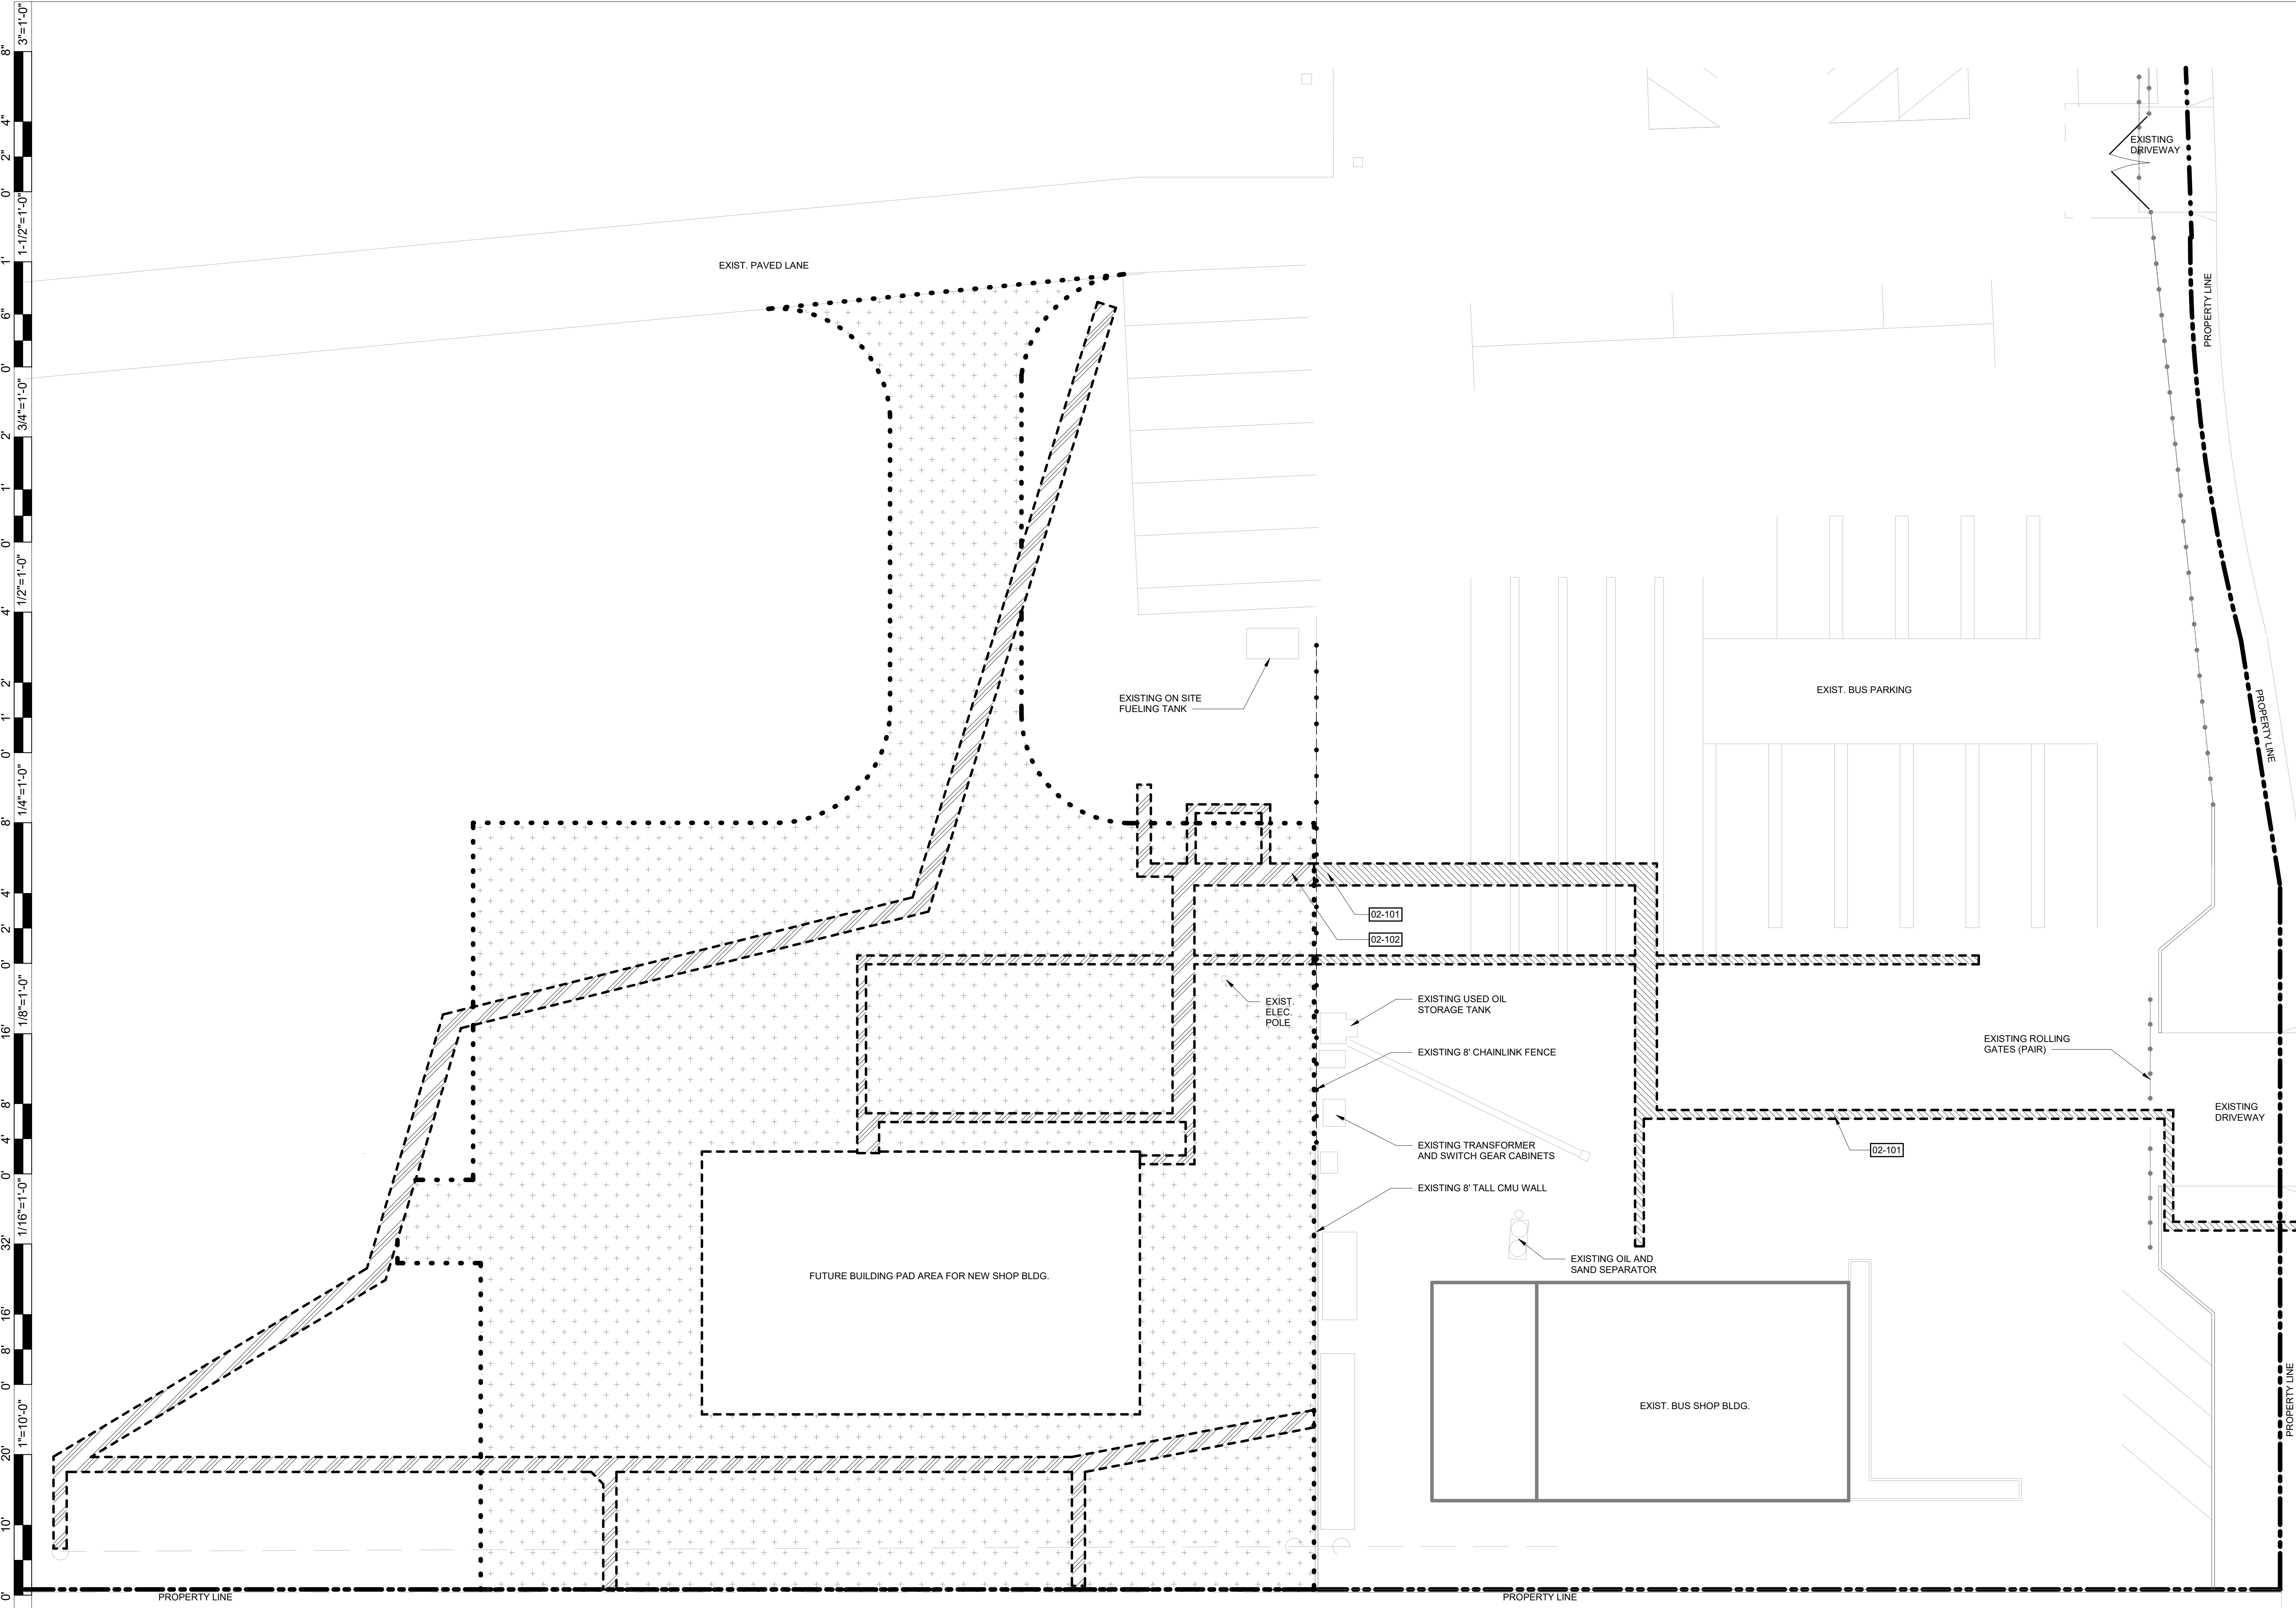 3"=1'-0"
8"
4"
2"
0'
1-1/2"=1'-0"
1'
6"
0'
3/4"=1'-0"
2'
1'
0'
1/2"=1'-0"
4'
2'
1'
0'
1/4"=1'-0"
8'
4'
2'
0'
1/8"=1'-0"
16'
8'
4'
0'
1/16"=1'-0"
32'
16'
8'
0'
1"=10'-0"
20'
10'
0'
EXISTING
DRIVEWAY
EXIST. PAVED LANE
PROPERTY LINE
EXISTING ON SITE
FUELING TANK
EXIST. BUS PARKING
PROPERTY LINE
02-101
02-102
EXIST.
ELEC.
POLE
EXISTING USED OIL
STORAGE TANK
EXISTING 8' CHAINLINK FENCE
EXISTING ROLLING
GATES (PAIR)
EXISTING
DRIVEWAY
EXISTING TRANSFORMER
AND SWITCH GEAR CABINETS
02-101
EXISTING 8' TALL CMU WALL
EXISTING OIL AND
SAND SEPARATOR
FUTURE BUILDING PAD AREA FOR NEW SHOP BLDG.
EXIST. BUS SHOP BLDG.
PROPERTY LINE
PROPERTY LINE
PROPERTY LINE